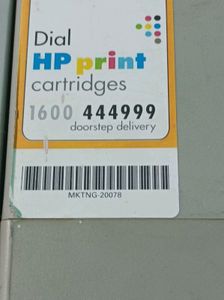 Dial
HP print
cartridges
1600 444999
doorstep delivery
MKTNG-20078